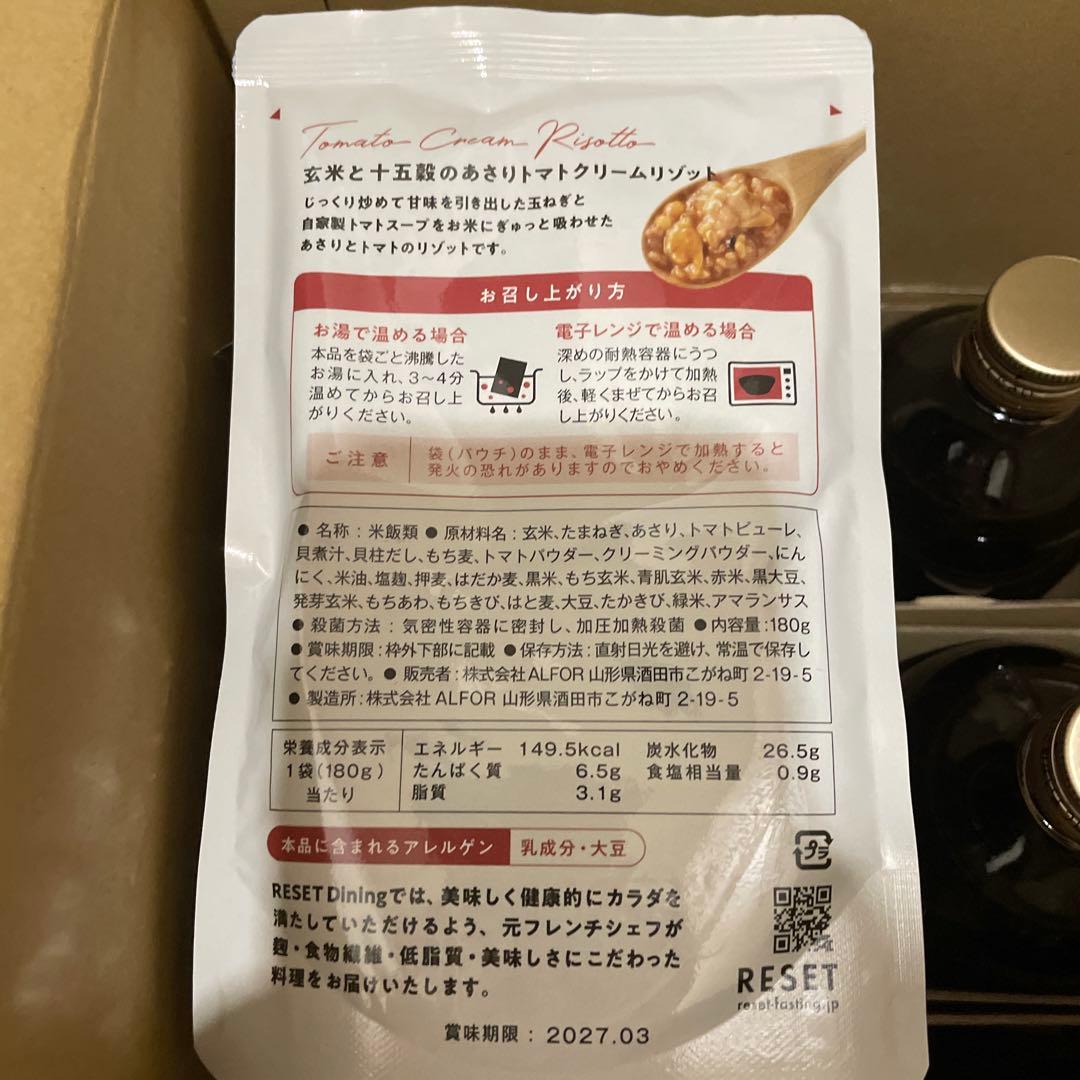 Tomato Cream Risotto
玄米と十五穀のあさりトマトクリームリゾット
じっくり炒めて甘味を引き出した玉ねぎと
自家製トマトスープをお米にぎゅっと吸わせた
あさりとトマトのリゾットです。
お召し上がり方
お湯で温める場合
本品を袋ごと沸騰した
お湯に入れ、3〜4分
温めてからお召し上
がりください。
電子レンジで温める場合
深めの耐熱容器にうつ
し、ラップをかけて加熱
後、軽くまぜてからお召
し上がりください。
ご注意
袋(パウチ)のまま、電子レンジで加熱すると
発火の恐れがありますのでおやめください。
● 名称：米飯類 ● 原材料名：玄米、たまねぎ、あさり、トマトピューレ、
貝煮汁、貝柱だし、もち麦、トマトパウダー、クリーミングパウダー、にん
にく、米油、塩麹、押麦、はだか麦、黒米、もち玄米、青肌玄米、赤米、黒大豆、
発芽玄米、もちあわ、もちきび、はと麦、大豆、たかきび、緑米、アマランサス
● 殺菌方法：気密性容器に密封し、加圧加熱殺菌 ●内容量：180g
● 賞味期限：枠外下部に記載 ● 保存方法：直射日光を避け、常温で保存し
てください。● 販売者：株式会社ALFOR 山形県酒田市こがね町 2-19-5
● 製造所：株式会社 ALFOR 山形県酒田市こがね町 2-19-5
栄養成分表示
1袋(180g)
当たり
エネルギー 149.5kcal
たんぱく質 6.5g
脂質 3.1g
炭水化物 26.5g
食塩相当量 0.9g
本品に含まれるアレルゲン 乳成分・大豆
プラ
RESET Diningでは、美味しく健康的にカラダを
満たしていただけるよう、元フレンチシェフが
麹・食物繊維・低脂質・美味しさにこだわった
料理をお届けいたします。
RESET
reset-fasting.jp
賞味期限：2027.03